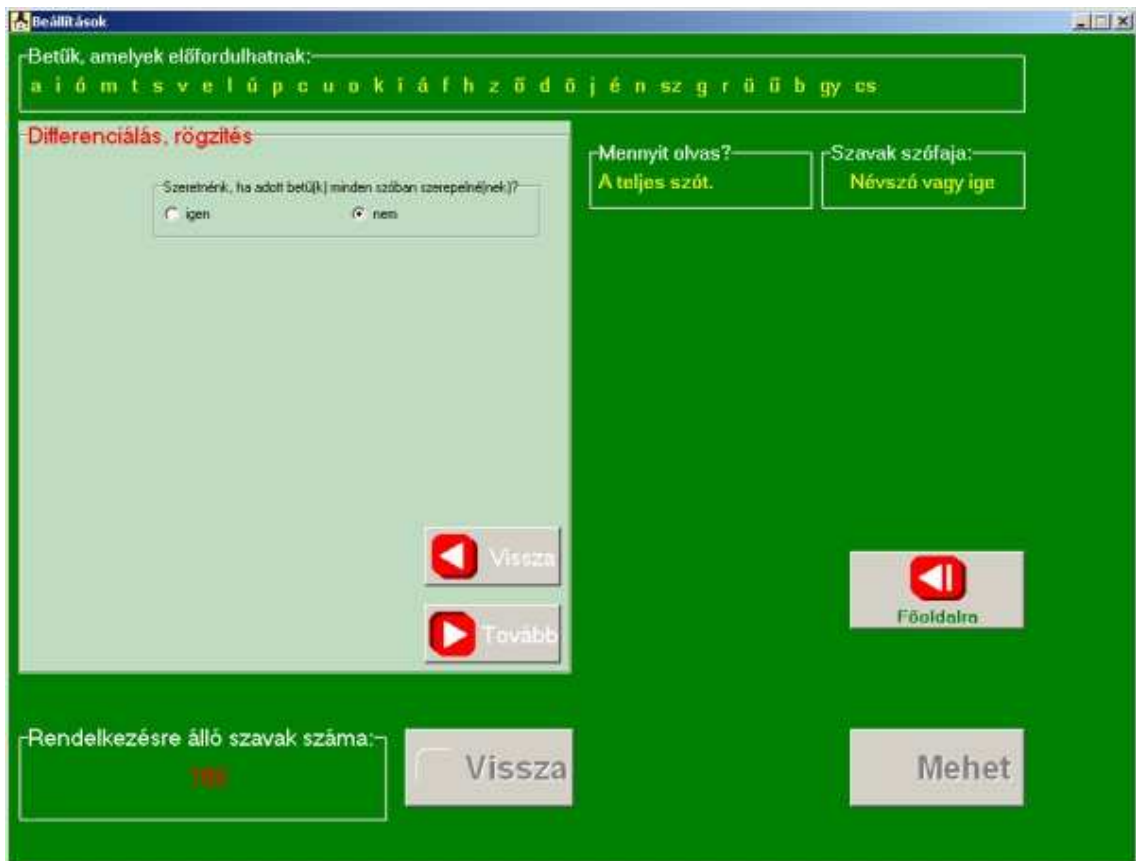 Beállítások
Betűk, amelyek előfordulhatnak:
a i ó m t s v e l ú p c u o k í á f h z ő d ö j é n sz g r ü ű b gy cs
Differenciálás, rögzítés
Szeretnénk, ha adott betű(k) minden szóban szerepelne(nek)?
igen nem
Mennyit olvas?
A teljes szót.
Szavak szófaja:
Névszó vagy ige
Vissza
Tovább
Főoldalra
Rendelkezésre álló szavak száma:
Vissza
Mehet